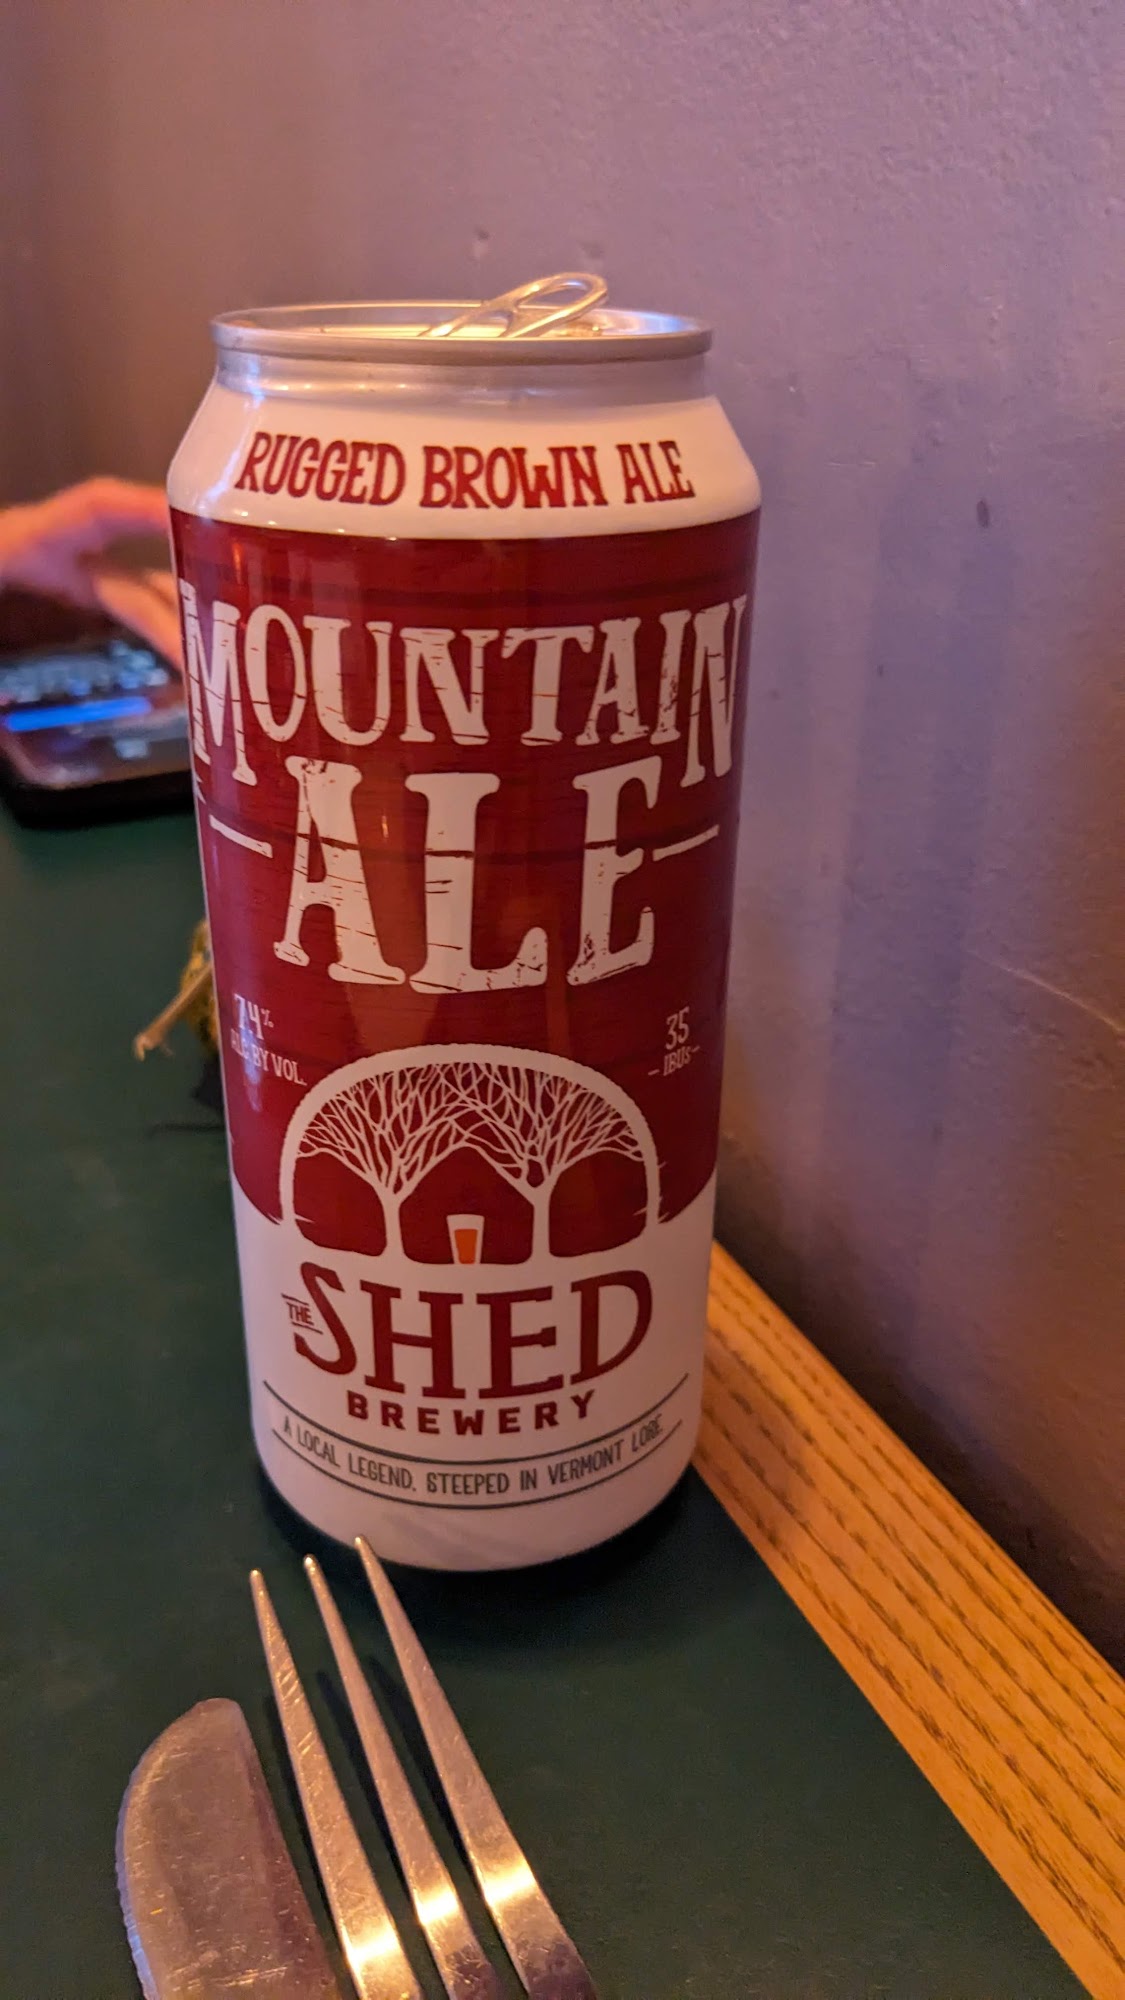 RUGGED BROWN ALE
MOUNTAIN
ALE
7.4%
ALC BY VOL.
35
-IBUs-
THE
SHED
BREWERY
A LOCAL LEGEND. STEEPED IN VERMONT LORE.